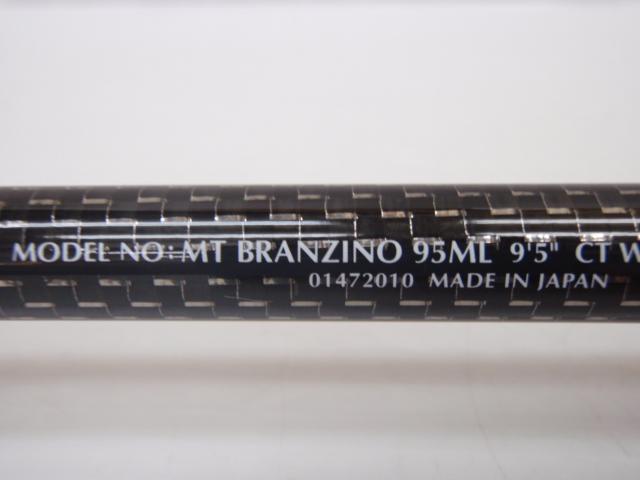 MODEL NO: MT BRANZINO 95ML 9'5" CT W
01472010 MADE IN JAPAN